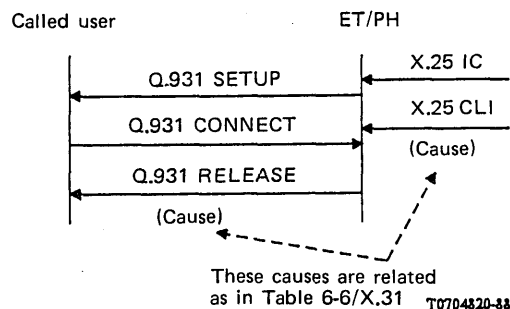 Called user
ET/PH
X.25 IC
Q.931 SETUP
X.25 CLI
Q.931 CONNECT
(Cause)
Q.931 RELEASE
(Cause)
These causes are related
as in Table 6-6/X.31
T0704820-88